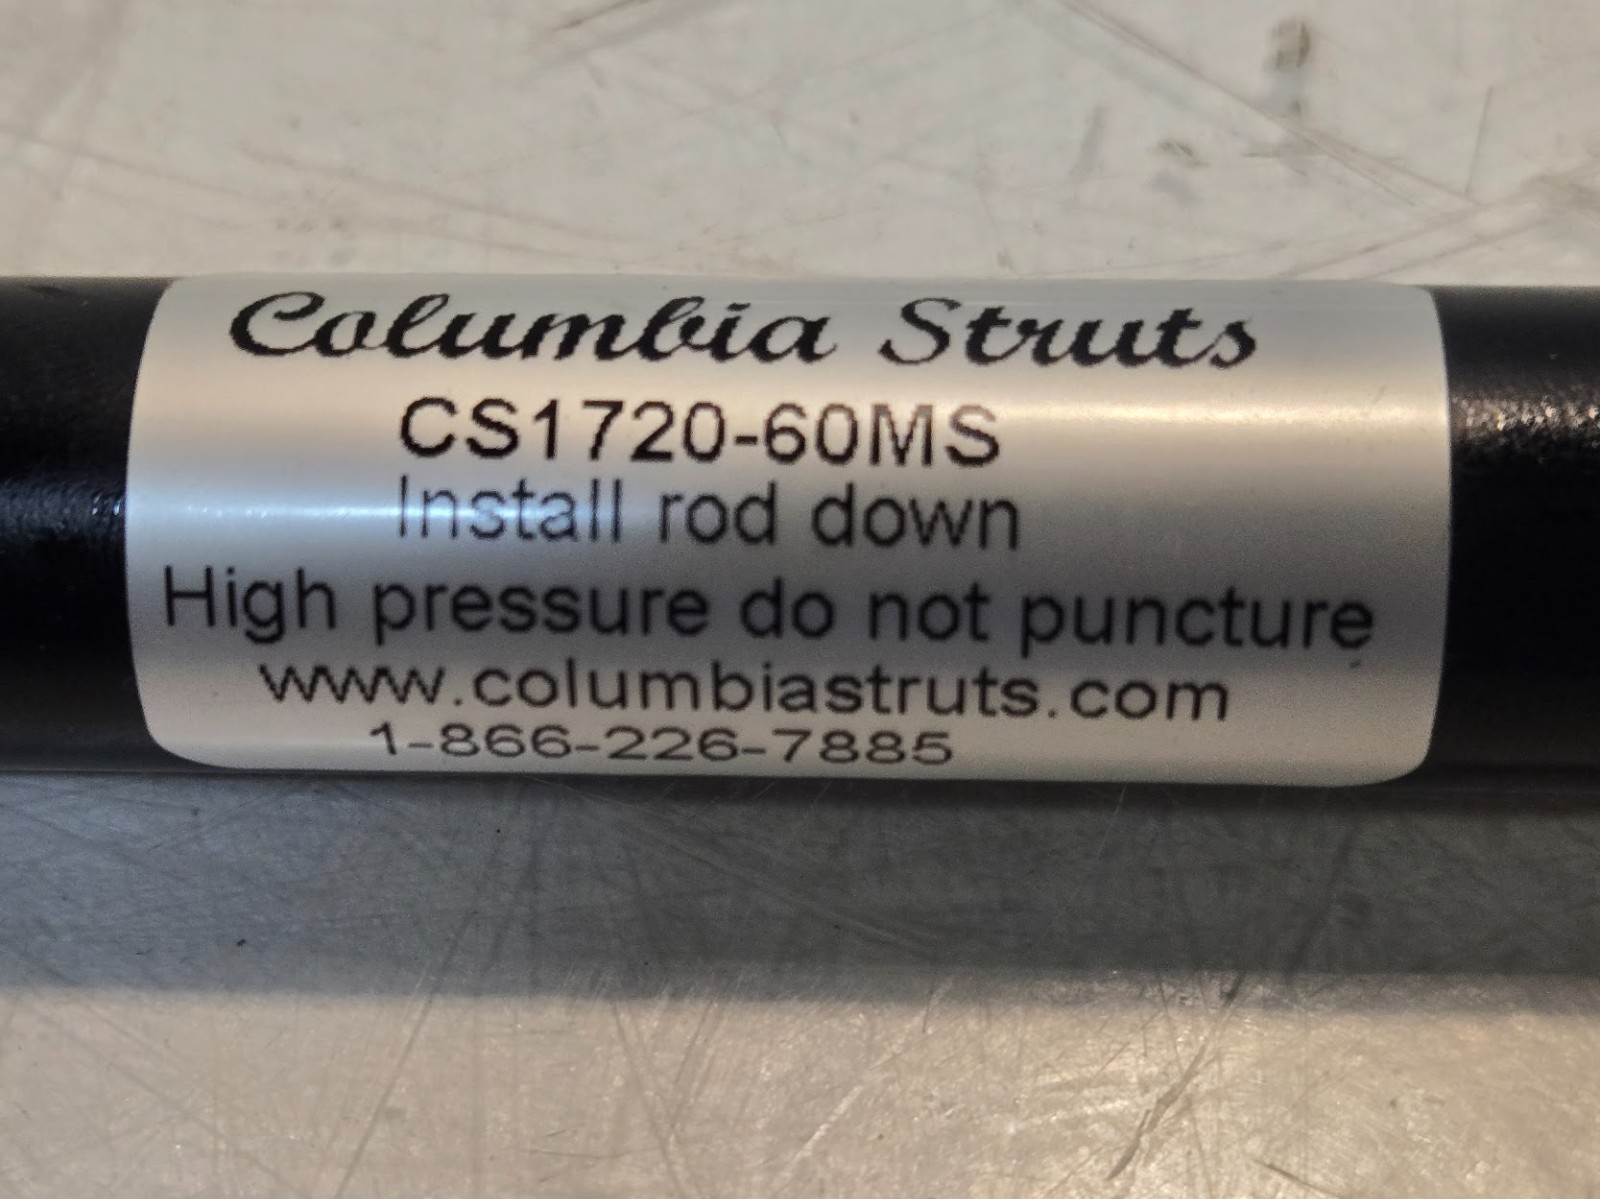 Columbia Struts
CS1720-60MS
Install rod down
High pressure do not puncture
www.columbiastruts.com
1-866-226-7885